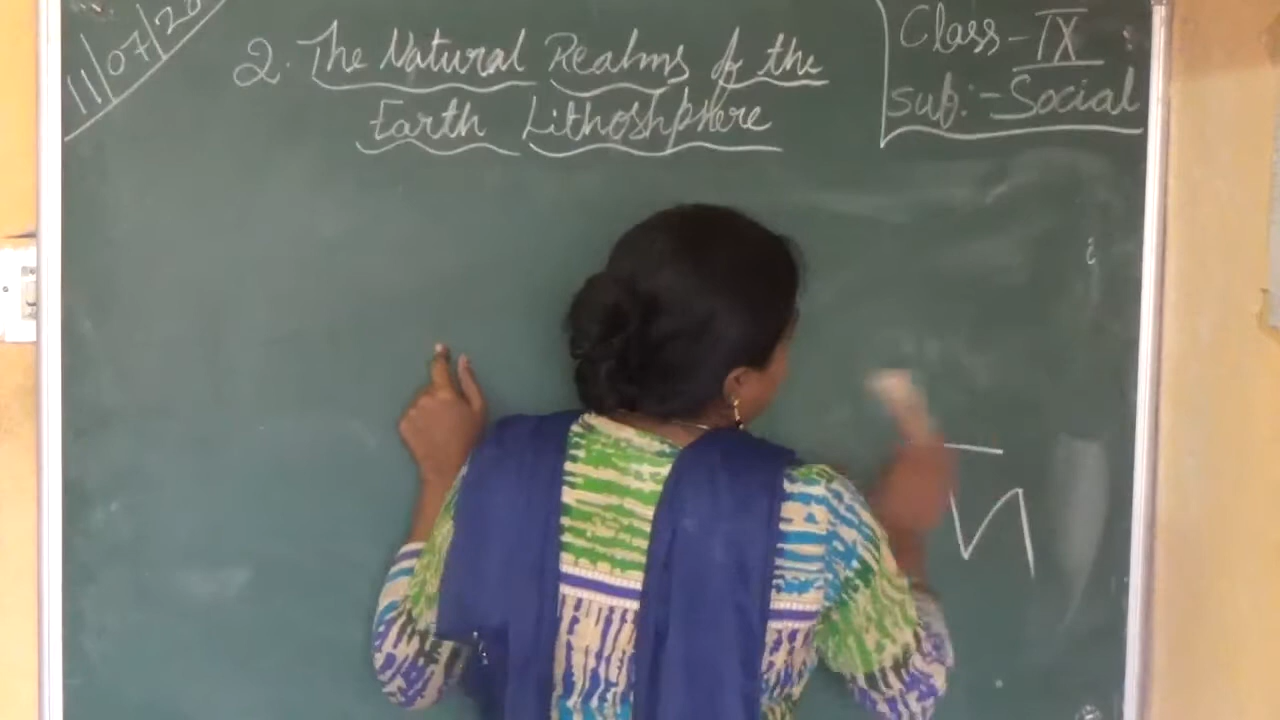 11/07/20
2. The Natural Realms of the
Earth Lithoshphere
Class - IX
sub:- Social